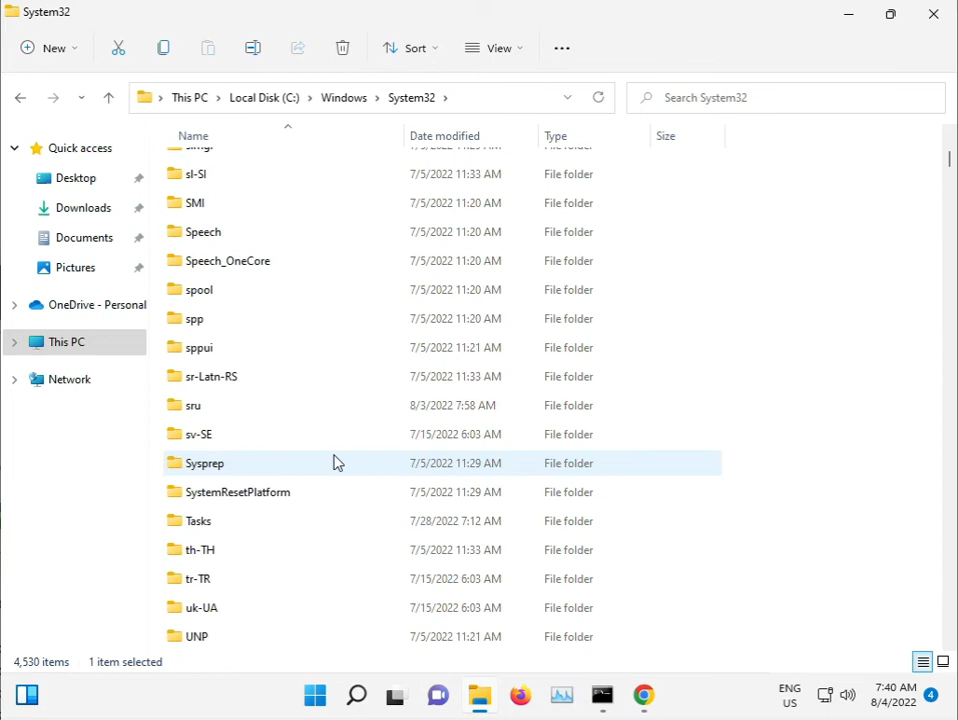 System32
New
Sort
View
This PC
Local Disk (C:)
Windows
System32
Search System32
Name
Date modified
Type
Size
Quick access
Desktop
Downloads
Documents
Pictures
OneDrive - Personal
This PC
Network
sl-SI 7/5/2022 11:33 AM File folder
SMI 7/5/2022 11:20 AM File folder
Speech 7/5/2022 11:20 AM File folder
Speech_OneCore 7/5/2022 11:20 AM File folder
spool 7/5/2022 11:20 AM File folder
spp 7/5/2022 11:20 AM File folder
sppui 7/5/2022 11:21 AM File folder
sr-Latn-RS 7/5/2022 11:33 AM File folder
sru 8/3/2022 7:58 AM File folder
sv-SE 7/15/2022 6:03 AM File folder
Sysprep 7/5/2022 11:29 AM File folder
SystemResetPlatform 7/5/2022 11:29 AM File folder
Tasks 7/28/2022 7:12 AM File folder
th-TH 7/5/2022 11:33 AM File folder
tr-TR 7/15/2022 6:03 AM File folder
uk-UA 7/15/2022 6:03 AM File folder
UNP 7/5/2022 11:21 AM File folder
4,530 items 1 item selected
ENG
US
7:40 AM
8/4/2022
4